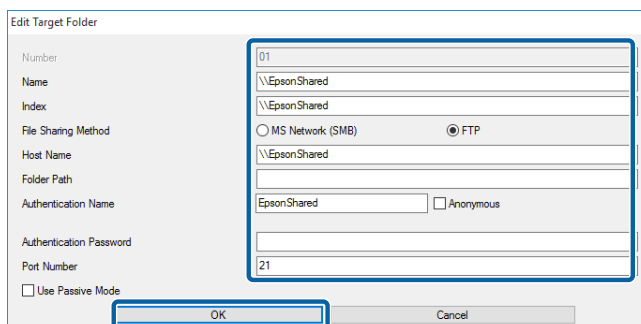 Edit Target Folder
Number 01
Name \\EpsonShared
Index \\EpsonShared
File Sharing Method MS Network (SMB) FTP
Host Name \\EpsonShared
Folder Path
Authentication Name EpsonShared Anonymous
Authentication Password
Port Number 21
Use Passive Mode
OK Cancel